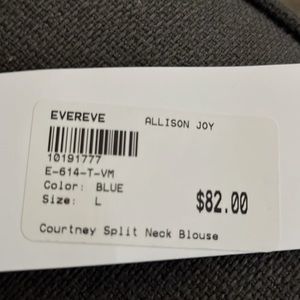 EVEREVE ALLISON JOY
10191777
E-614-T-VM
Color: BLUE
Size: L $82.00
Courtney Split Neck Blouse